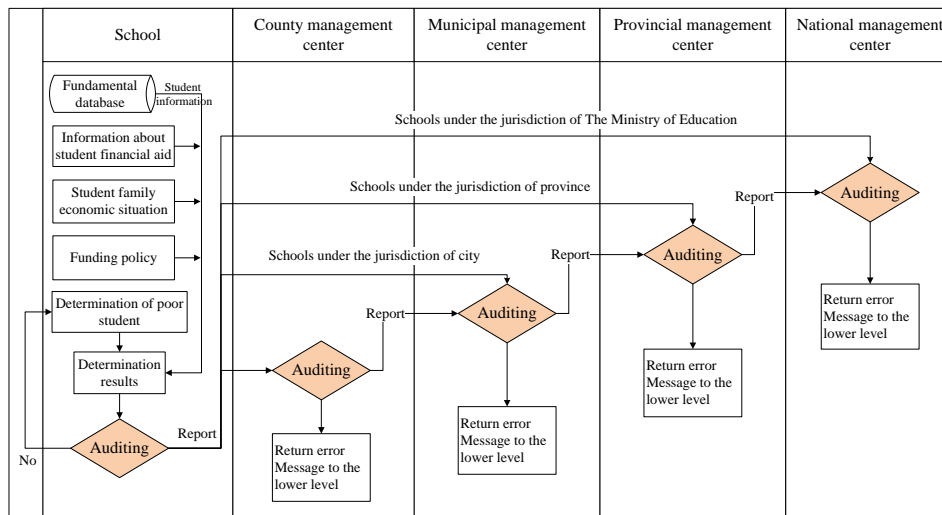 School
County management
center
Municipal management
center
Provincial management
center
National management
center
Fundamental
database
Student
information
Information about
student financial aid
Student family
economic situation
Funding policy
Determination of poor
student
Determination
results
Auditing
No
Report
Schools under the jurisdiction of The Ministry of Education
Schools under the jurisdiction of province
Schools under the jurisdiction of city
Auditing
Report
Return error
Message to the
lower level
Auditing
Report
Return error
Message to the
lower level
Auditing
Report
Return error
Message to the
lower level
Auditing
Return error
Message to the
lower level